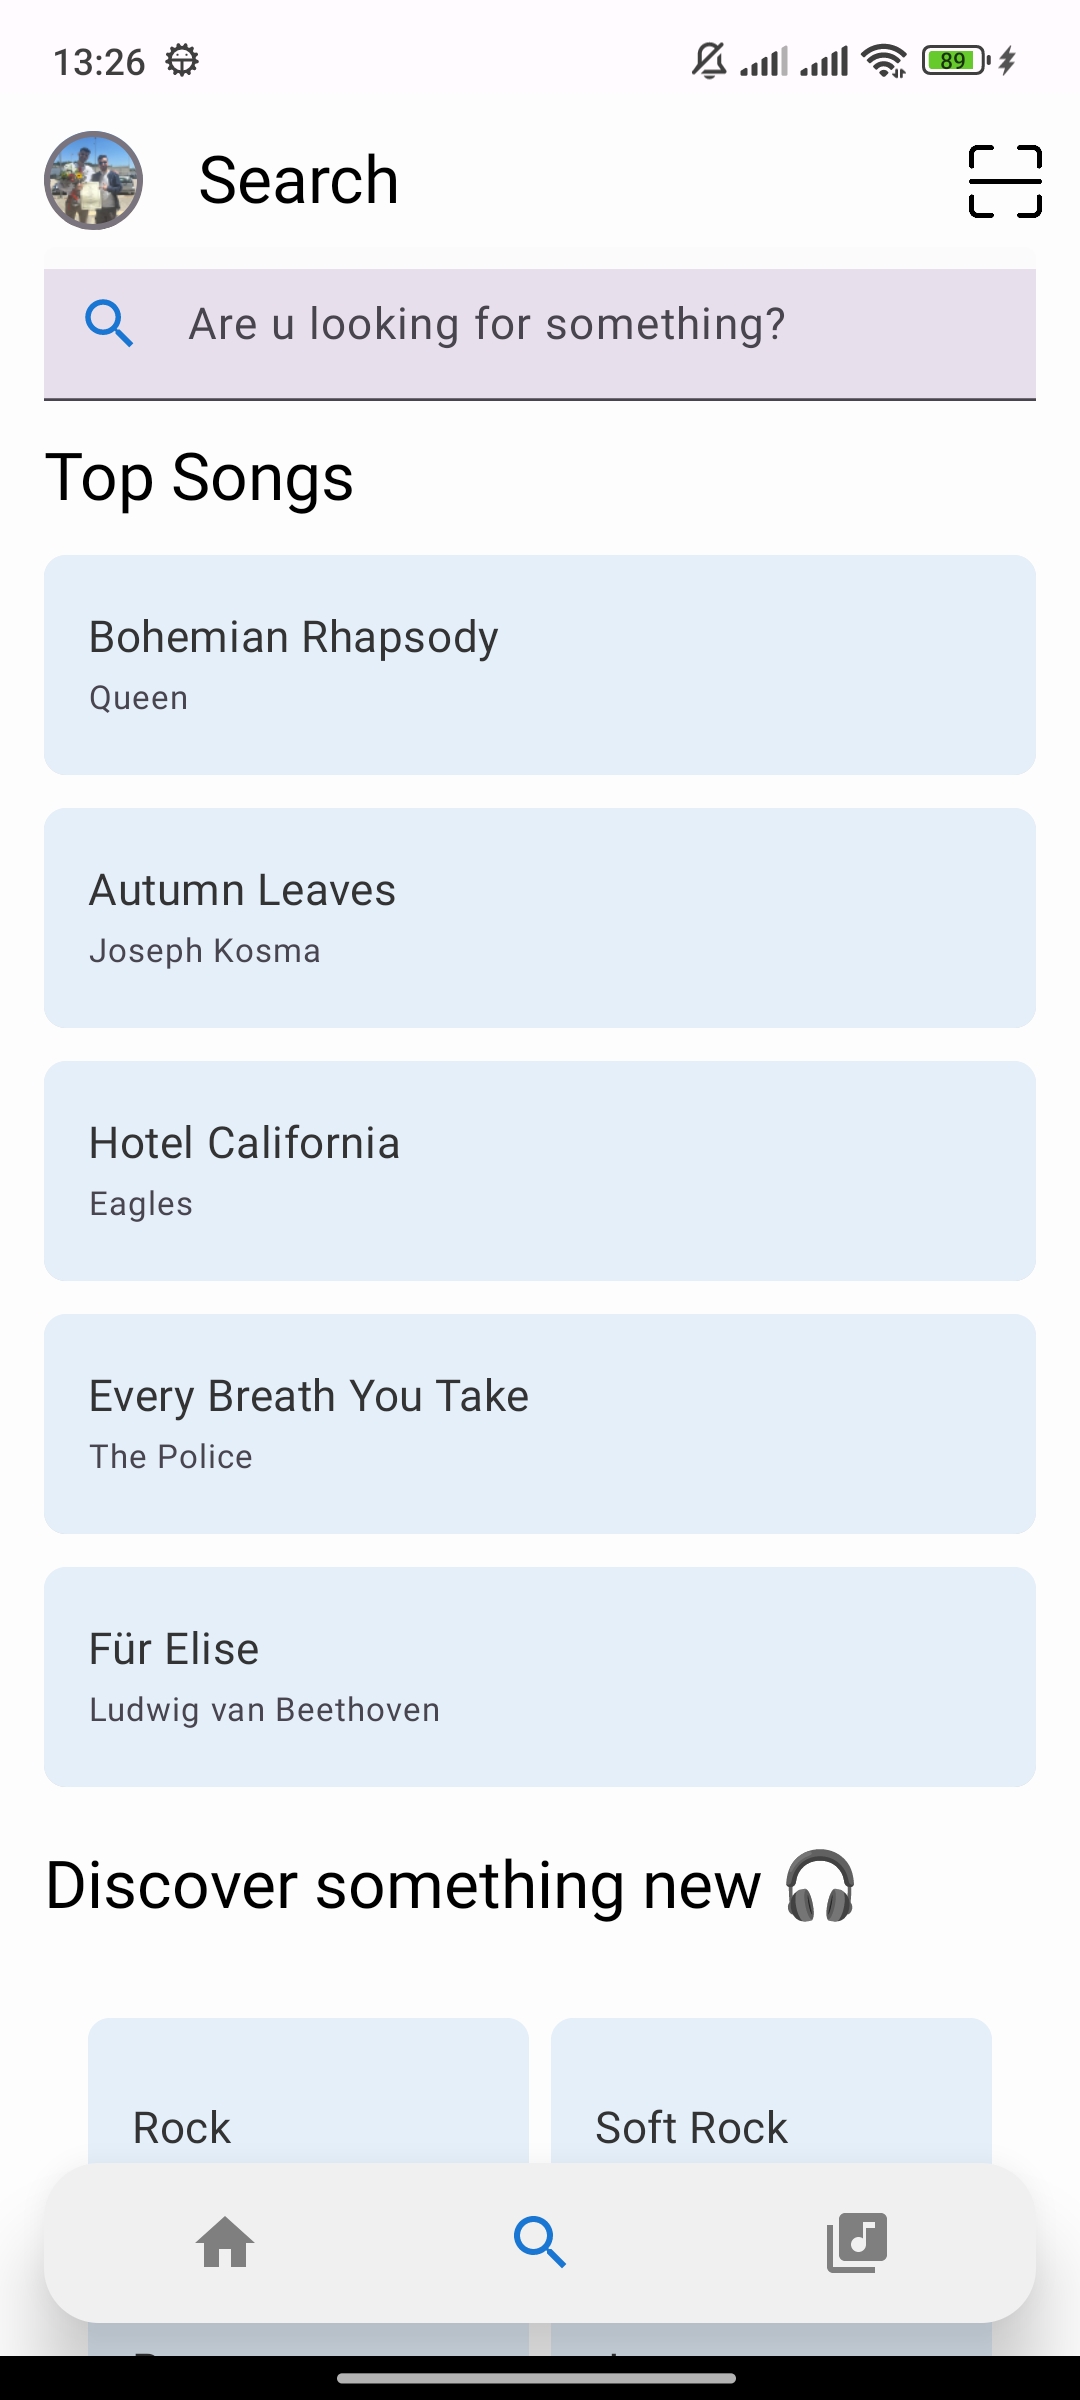 13:26
89
Search
Are u looking for something?
Top Songs
Bohemian Rhapsody
Queen
Autumn Leaves
Joseph Kosma
Hotel California
Eagles
Every Breath You Take
The Police
Für Elise
Ludwig van Beethoven
Discover something new 🎧
Rock
Soft Rock